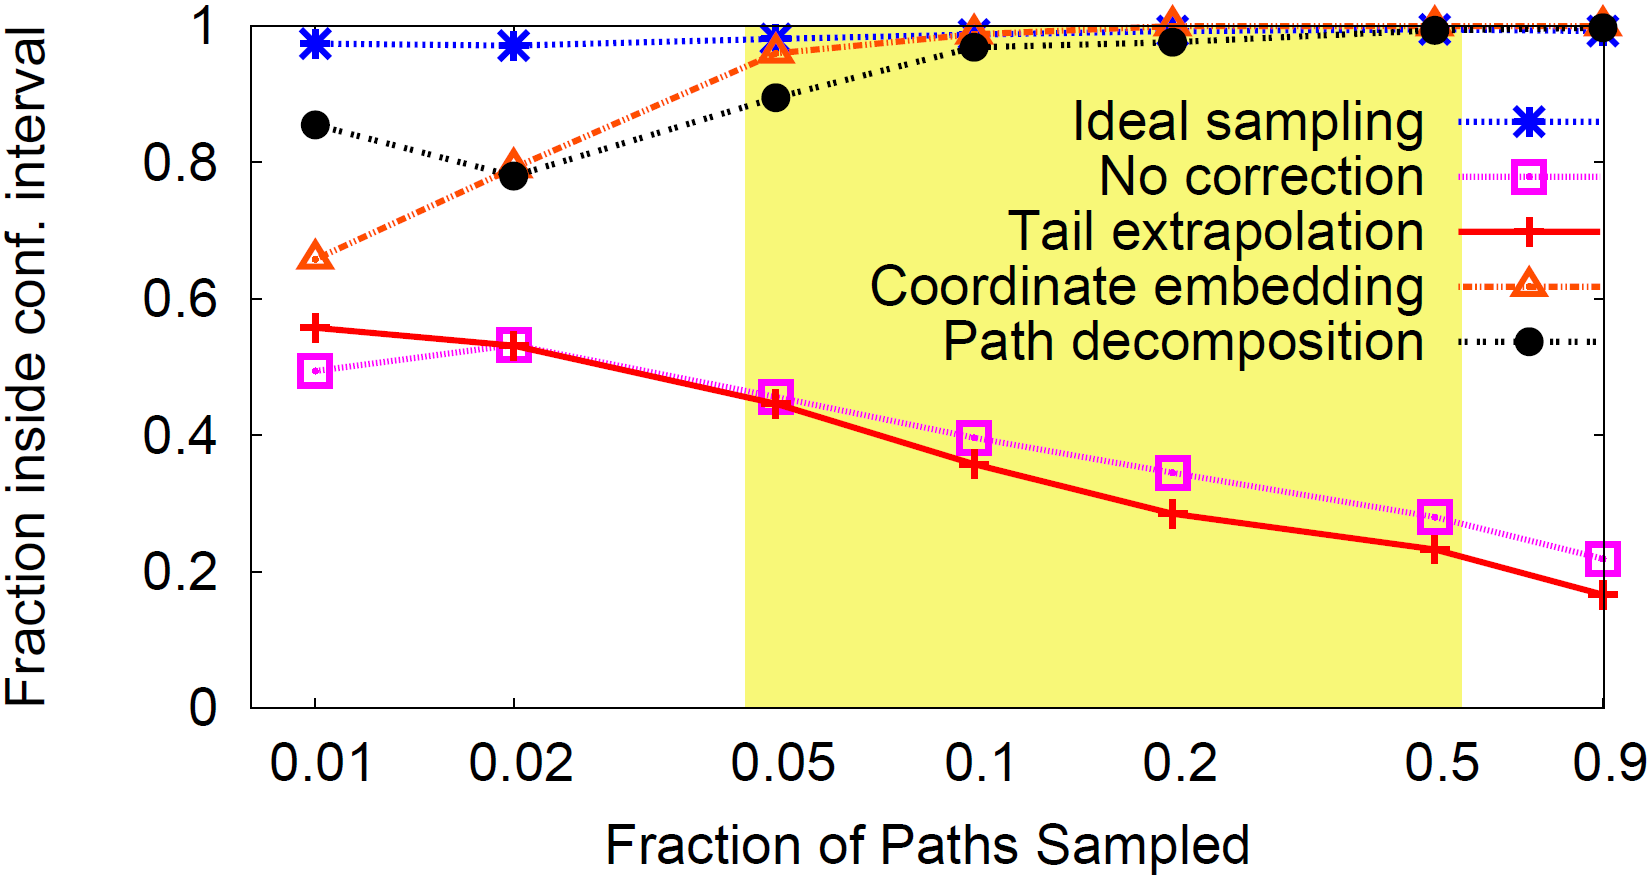 Fraction inside conf. interval
1
0.8
0.6
0.4
0.2
0
Ideal sampling
No correction
Tail extrapolation
Coordinate embedding
Path decomposition
0.01 0.02 0.05 0.1 0.2 0.5 0.9
Fraction of Paths Sampled